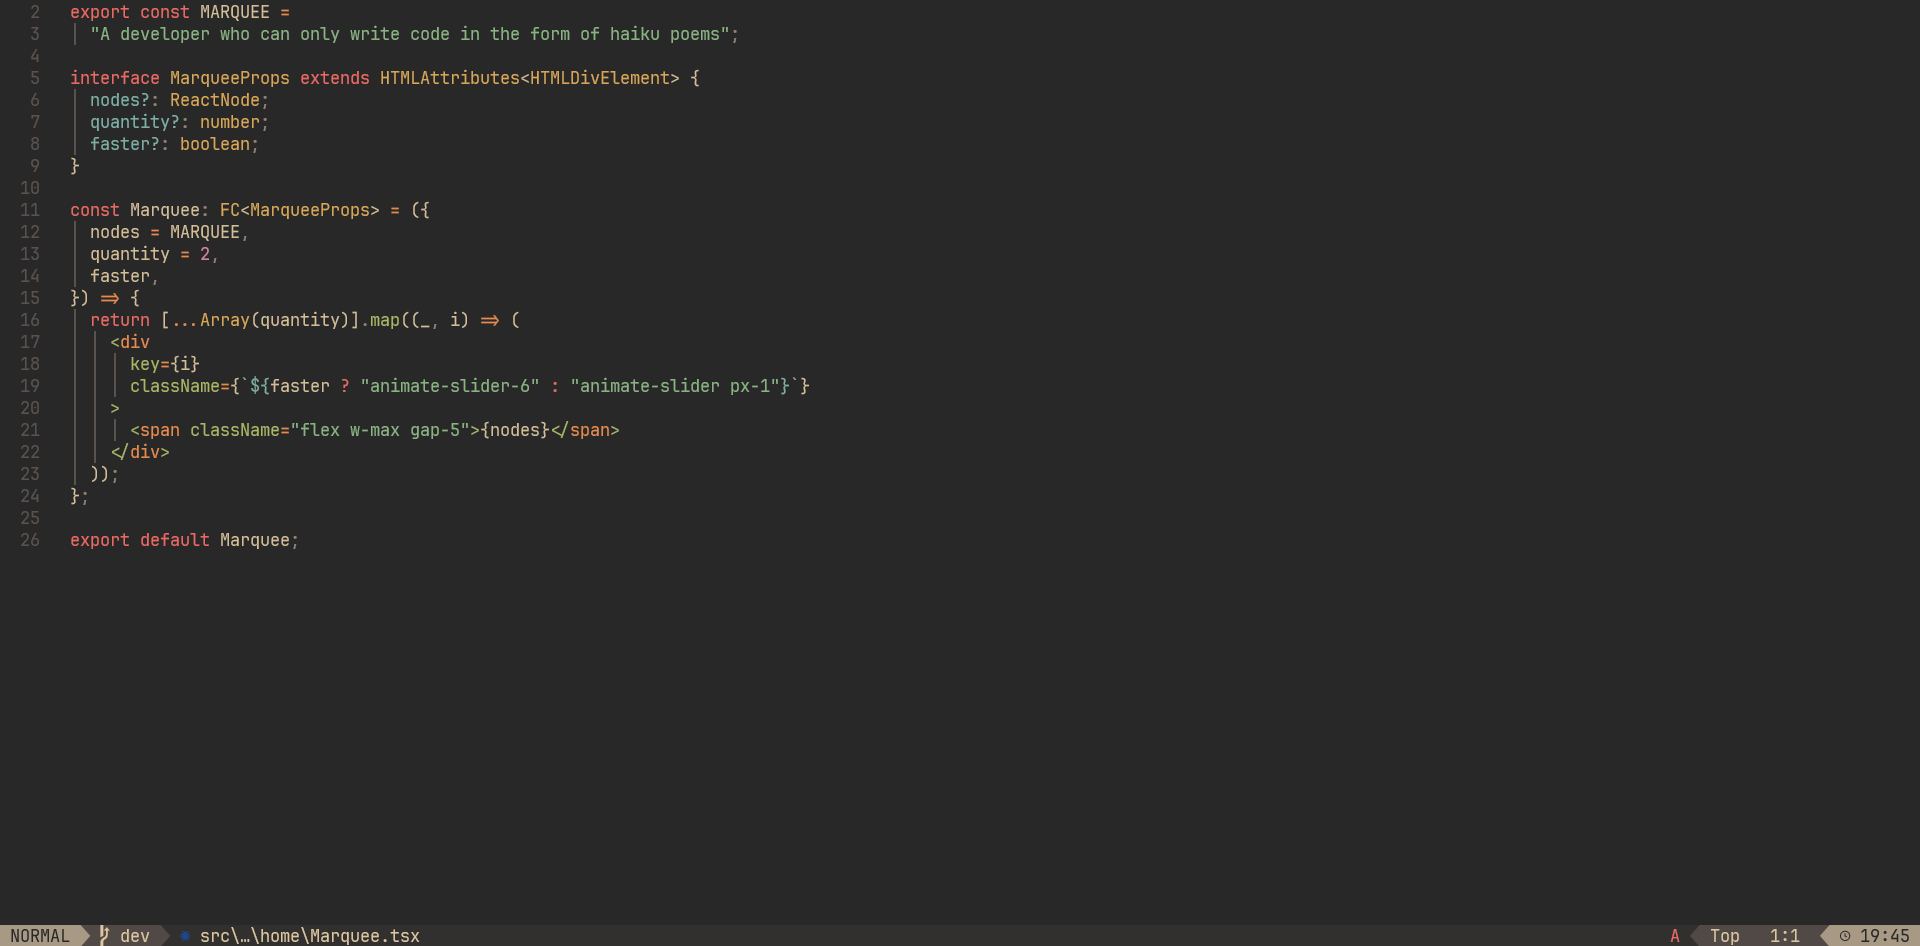 2 export const MARQUEE =
3 "A developer who can only write code in the form of haiku poems";
4
5 interface MarqueeProps extends HTMLAttributes<HTMLDivElement> {
6 nodes?: ReactNode;
7 quantity?: number;
8 faster?: boolean;
9 }
10
11 const Marquee: FC<MarqueeProps> = ({
12 nodes = MARQUEE,
13 quantity = 2,
14 faster,
15 }) => {
16 return [...Array(quantity)].map((_, i) => (
17 <div
18 key={i}
19 className={`${faster ? "animate-slider-6" : "animate-slider px-1"}`}
20 >
21 <span className="flex w-max gap-5">{nodes}</span>
22 </div>
23 ));
24 };
25
26 export default Marquee;
NORMAL dev src\…\home\Marquee.tsx A Top 1:1 19:45